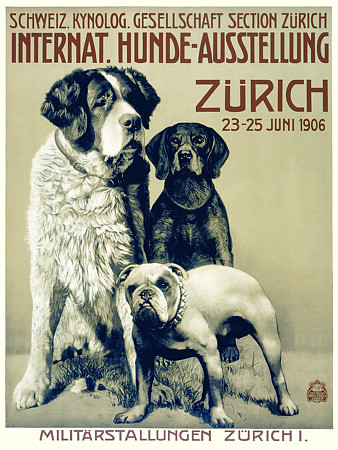 SCHWEIZ. KYNOLOG. GESELLSCHAFT SECTION ZÜRICH
INTERNAT. HUNDE-AUSSTELLUNG
ZÜRICH
23-25 JUNI 1906
MILITÄRSTALLUNGEN ZÜRICH I.